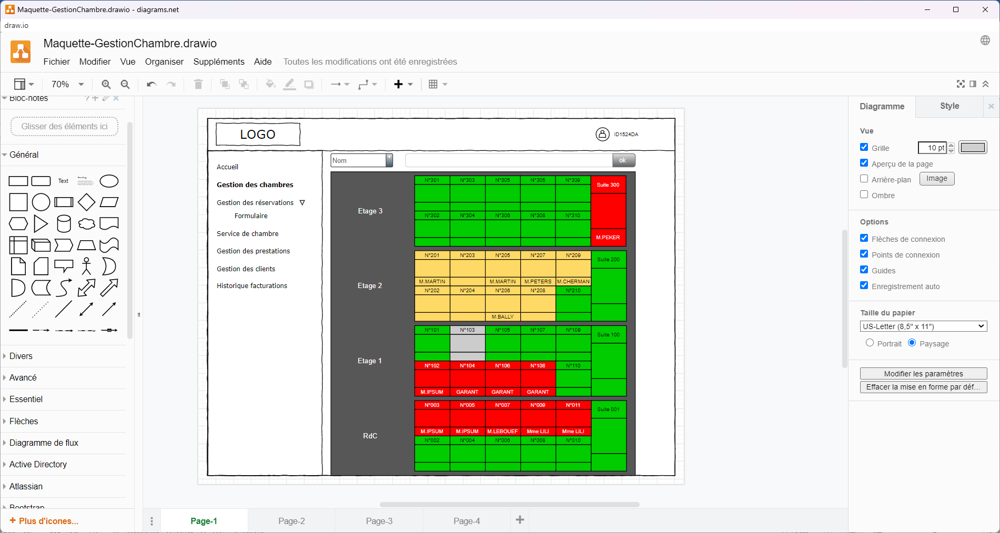 Maquette-GestionChambre.drawio - diagrams.net
draw.io
Maquette-GestionChambre.drawio
Fichier Modifier Vue Organiser Suppléments Aide Toutes les modifications ont été enregistrées
70%
Bloc-notes
?
Glisser des éléments ici
Général
Text
Heading
Divers
Avancé
Essentiel
Flèches
Diagramme de flux
Active Directory
Atlassian
Bootstrap
+ Plus d'icones...
LOGO
ID1524DA
Accueil
Gestion des chambres
Gestion des réservations
Formulaire
Service de chambre
Gestion des prestations
Gestion des clients
Historique facturations
Nom
ok
Etage 3
N°301 N°303 N°305 N°305 N°309
Suite 300
N°302 N°304 N°306 N°308 N°310
M.PEKER
Etage 2
N°201 N°203 N°205 N°207 N°209
Suite 200
M.MARTIN M.MARTIN M.PETERS M.CHERMAN
N°202 N°204 N°206 N°208 N°210
M.BALLY
Etage 1
N°101 N°103 N°105 N°107 N°109
Suite 100
N°102 N°104 N°106 N°108 N°110
M.IPSUM GARANT GARANT GARANT
RdC
N°003 N°005 N°007 N°009 N°011
Suite 001
M.IPSUM M.IPSUM M.LEBOUEF Mme LILI Mme LILI
N°002 N°004 N°006 N°008 N°010
Page-1 Page-2 Page-3 Page-4
Diagramme Style
Vue
Grille 10 pt
Aperçu de la page
Arrière-plan Image
Ombre
Options
Flèches de connexion
Points de connexion
Guides
Enregistrement auto
Taille du papier
US-Letter (8,5" x 11")
Portrait Paysage
Modifier les paramètres
Effacer la mise en forme par déf…